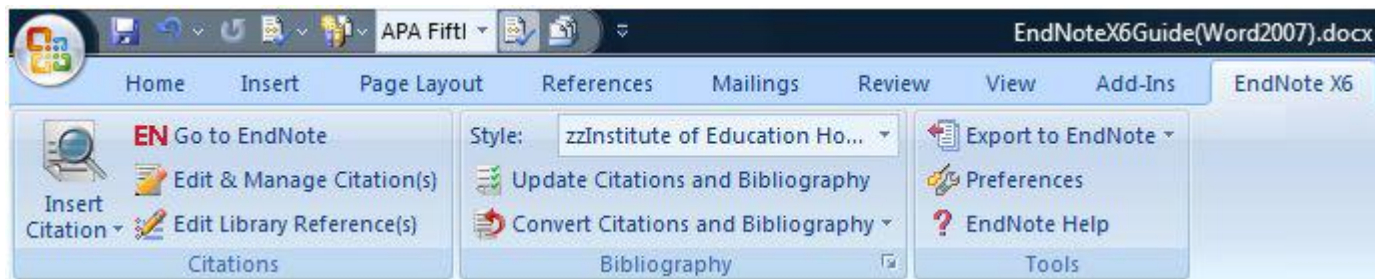 APA Fiftl
EndNoteX6Guide(Word2007).docx
Home Insert Page Layout References Mailings Review View Add-Ins EndNote X6
Insert
Citation
EN Go to EndNote
Edit & Manage Citation(s)
Edit Library Reference(s)
Citations
Style: zzInstitute of Education Ho...
Update Citations and Bibliography
Convert Citations and Bibliography
Bibliography
Export to EndNote
Preferences
? EndNote Help
Tools